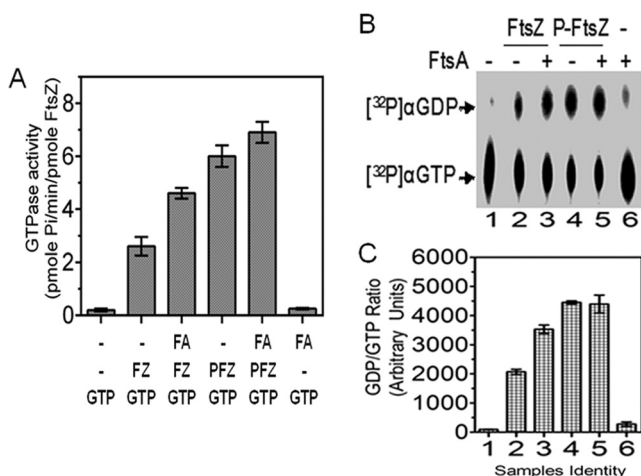 A
GTPase activity
(pmole Pi/min/pmole FtsZ)
8
6
4
2
0
- - FA - FA FA
- FZ FZ PFZ PFZ -
GTP GTP GTP GTP GTP GTP
B
FtsZ P-FtsZ -
FtsA - - + - + +
[³²P]αGDP
[³²P]αGTP
1 2 3 4 5 6
C
GDP/GTP Ratio
(Arbitrary Units)
6000
5000
4000
3000
2000
1000
0
1 2 3 4 5 6
Samples Identity